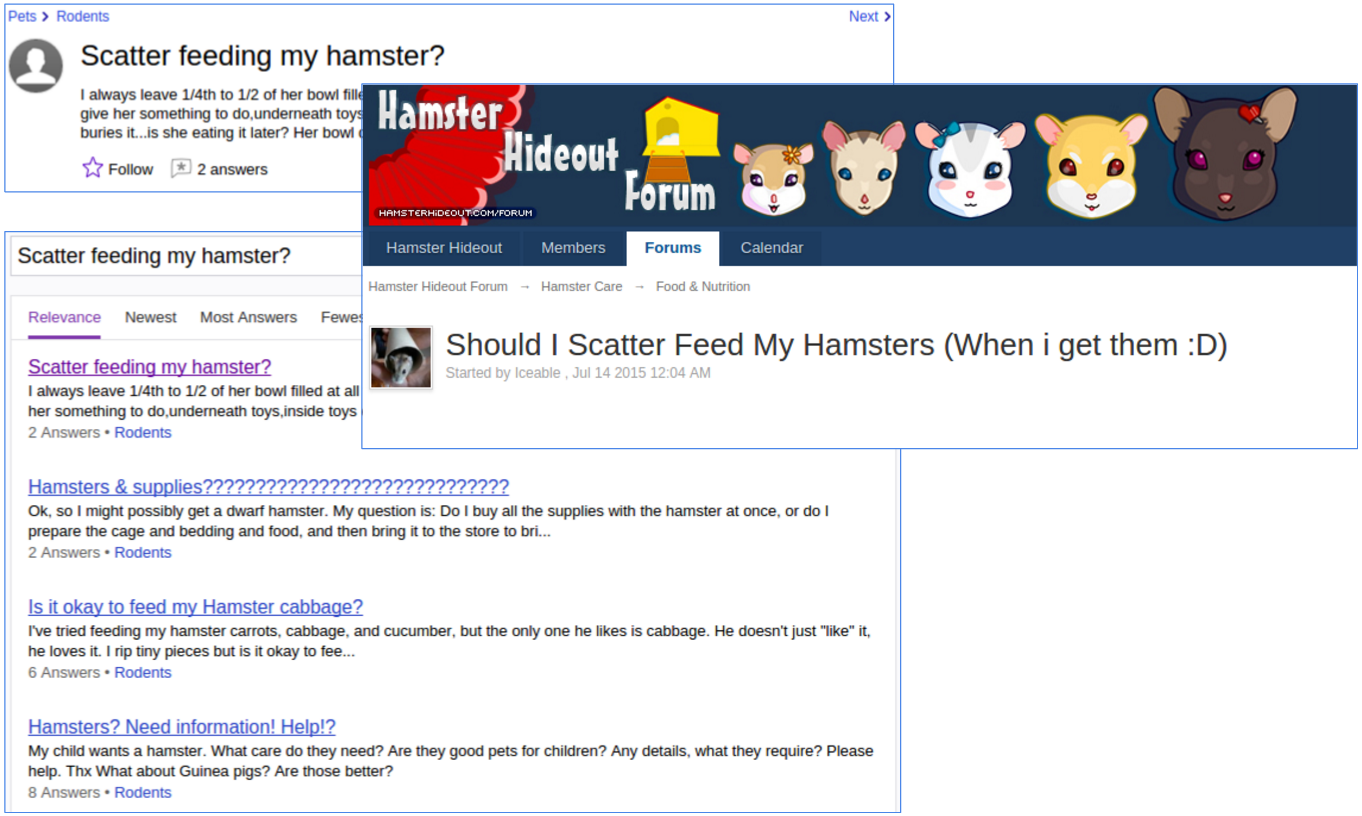 Pets > Rodents
Next >
Scatter feeding my hamster?
I always leave 1/4th to 1/2 of her bowl fille
give her something to do,underneath toys
buries it...is she eating it later? Her bowl
Follow 2 answers
Hamster
Hideout
Forum
HAMSTERHIDEOUT.COM/FORUM
Hamster Hideout Members Forums Calendar
Hamster Hideout Forum → Hamster Care → Food & Nutrition
Should I Scatter Feed My Hamsters (When i get them :D)
Started by Iceable , Jul 14 2015 12:04 AM
Scatter feeding my hamster?
Relevance Newest Most Answers Fewes
Scatter feeding my hamster?
I always leave 1/4th to 1/2 of her bowl filled at all
her something to do,underneath toys,inside toys
2 Answers • Rodents
Hamsters & supplies?????????????????????????????
Ok, so I might possibly get a dwarf hamster. My question is: Do I buy all the supplies with the hamster at once, or do I
prepare the cage and bedding and food, and then bring it to the store to bri...
2 Answers • Rodents
Is it okay to feed my Hamster cabbage?
I've tried feeding my hamster carrots, cabbage, and cucumber, but the only one he likes is cabbage. He doesn't just "like" it,
he loves it. I rip tiny pieces but is it okay to fee...
6 Answers • Rodents
Hamsters? Need information! Help!?
My child wants a hamster. What care do they need? Are they good pets for children? Any details, what they require? Please
help. Thx What about Guinea pigs? Are those better?
8 Answers • Rodents